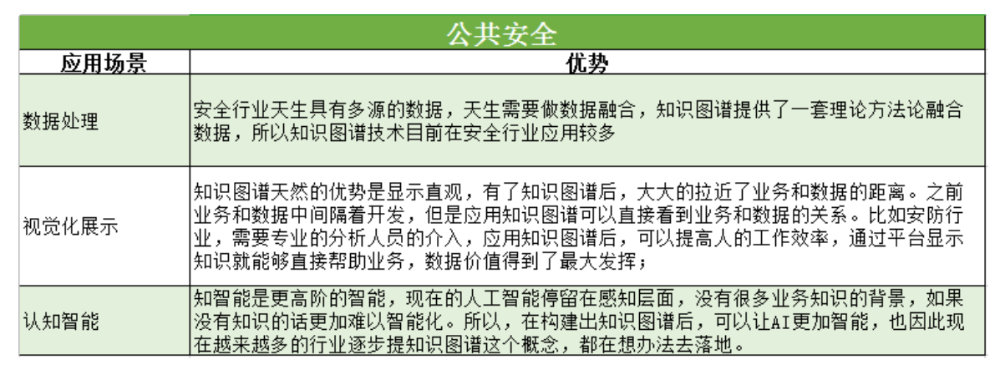 公共安全
应用场景
优势
数据处理
安全行业天生具有多源的数据，天生需要做数据融合，知识图谱提供了一套理论方法论融合
数据，所以知识图谱技术目前在安全行业应用较多
视觉化展示
知识图谱天然的优势是显示直观，有了知识图谱后，大大的拉近了业务和数据的距离。之前
业务和数据中间隔着开发，但是应用知识图谱可以直接看到业务和数据的关系。比如安防行
业，需要专业的分析人员的介入，应用知识图谱后，可以提高人的工作效率，通过平台显示
知识就能够直接帮助业务，数据价值得到了最大发挥；
认知智能
知智能是更高阶的智能，现在的人工智能停留在感知层面，没有很多业务知识的背景，如果
没有知识的话更加难以智能化。所以，在构建出知识图谱后，可以让AI更加智能，也因此现
在越来越多的行业逐步提知识图谱这个概念，都在想办法去落地。